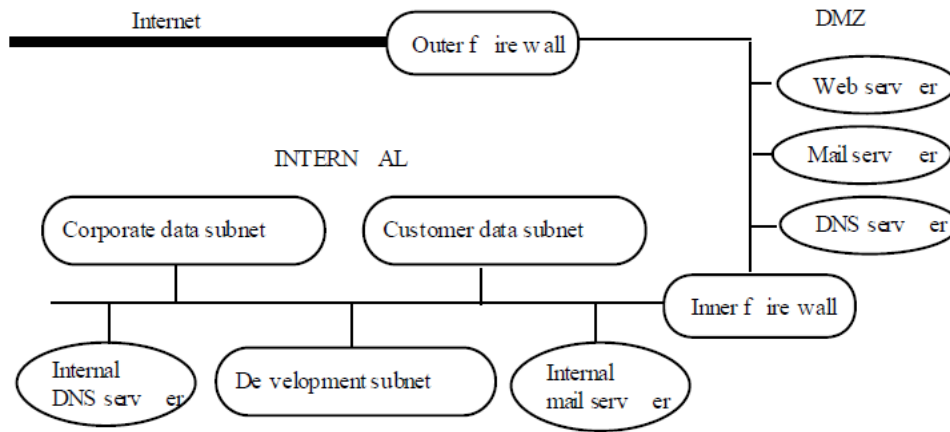 Internet
DMZ
Outer f ire wall
Web serv er
Mail serv er
INTERN AL
DNS serv er
Corporate data subnet
Customer data subnet
Inner f ire wall
Internal
DNS serv er
De velopment subnet
Internal
mail serv er